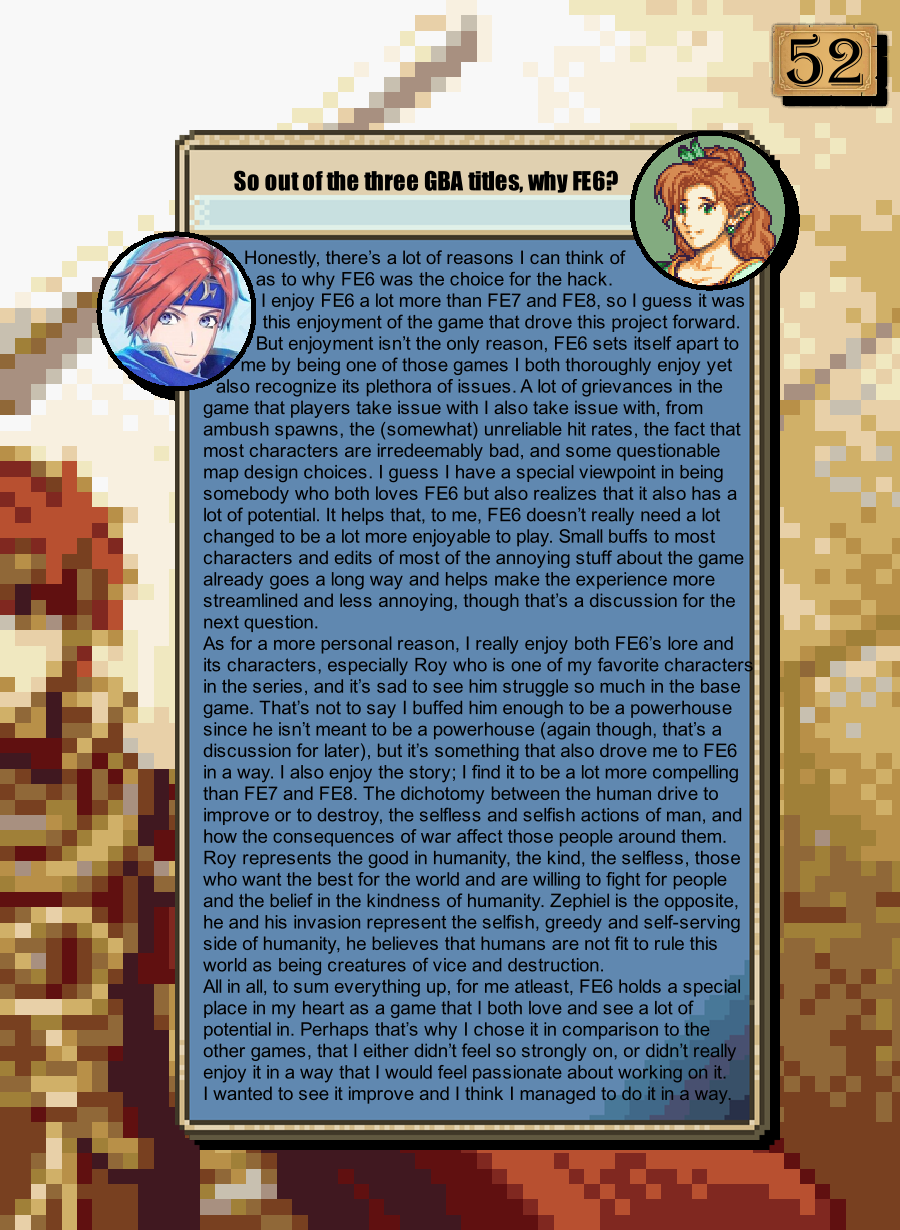 52
So out of the three GBA titles, why FE6?
Honestly, there's a lot of reasons I can think of
as to why FE6 was the choice for the hack.
I enjoy FE6 a lot more than FE7 and FE8, so I guess it was
this enjoyment of the game that drove this project forward.
But enjoyment isn't the only reason, FE6 sets itself apart to
me by being one of those games I both thoroughly enjoy yet
also recognize its plethora of issues. A lot of grievances in the
game that players take issue with I also take issue with, from
ambush spawns, the (somewhat) unreliable hit rates, the fact that
most characters are irredeemably bad, and some questionable
map design choices. I guess I have a special viewpoint in being
somebody who both loves FE6 but also realizes that it also has a
lot of potential. It helps that, to me, FE6 doesn't really need a lot
changed to be a lot more enjoyable to play. Small buffs to most
characters and edits of most of the annoying stuff about the game
already goes a long way and helps make the experience more
streamlined and less annoying, though that's a discussion for the
next question.
As for a more personal reason, I really enjoy both FE6's lore and
its characters, especially Roy who is one of my favorite characters
in the series, and it's sad to see him struggle so much in the base
game. That's not to say I buffed him enough to be a powerhouse
since he isn't meant to be a powerhouse (again though, that's a
discussion for later), but it's something that also drove me to FE6
in a way. I also enjoy the story; I find it to be a lot more compelling
than FE7 and FE8. The dichotomy between the human drive to
improve or to destroy, the selfless and selfish actions of man, and
how the consequences of war affect those people around them.
Roy represents the good in humanity, the kind, the selfless, those
who want the best for the world and are willing to fight for people
and the belief in the kindness of humanity. Zephiel is the opposite,
he and his invasion represent the selfish, greedy and self-serving
side of humanity, he believes that humans are not fit to rule this
world as being creatures of vice and destruction.
All in all, to sum everything up, for me atleast, FE6 holds a special
place in my heart as a game that I both love and see a lot of
potential in. Perhaps that's why I chose it in comparison to the
other games, that I either didn't feel so strongly on, or didn't really
enjoy it in a way that I would feel passionate about working on it.
I wanted to see it improve and I think I managed to do it in a way.